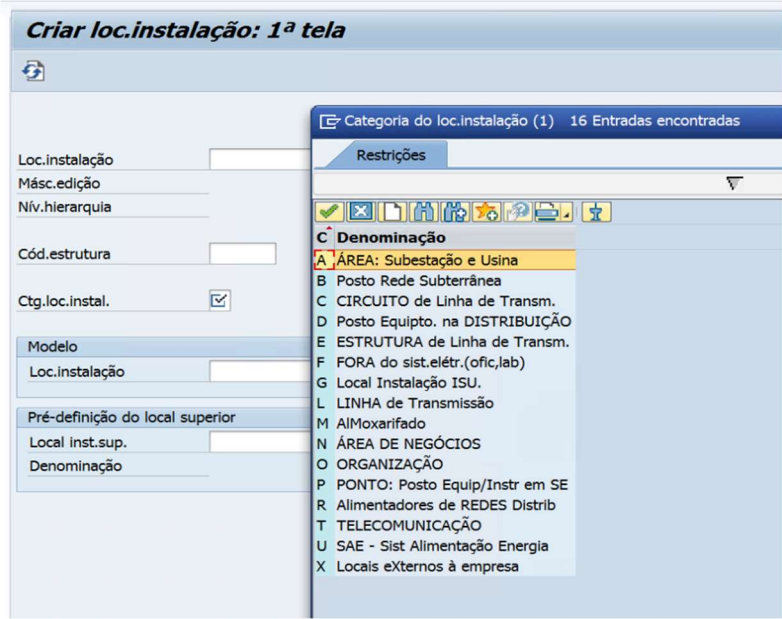 Criar loc.instalação: 1ª tela
Loc.instalação
Másc.edição
Nív.hierarquia
Cód.estrutura
Ctg.loc.instal.
Modelo
Loc.instalação
Pré-definição do local superior
Local inst.sup.
Denominação
Categoria do loc.instalação (1) 16 Entradas encontradas
Restrições
C Denominação
A ÁREA: Subestação e Usina
B Posto Rede Subterrânea
C CIRCUITO de Linha de Transm.
D Posto Equipto. na DISTRIBUIÇÃO
E ESTRUTURA de Linha de Transm.
F FORA do sist.elétr.(ofic,lab)
G Local Instalação ISU.
L LINHA de Transmissão
M AlMoxarifado
N ÁREA DE NEGÓCIOS
O ORGANIZAÇÃO
P PONTO: Posto Equip/Instr em SE
R Alimentadores de REDES Distrib
T TELECOMUNICAÇÃO
U SAE - Sist Alimentação Energia
X Locais eXternos à empresa